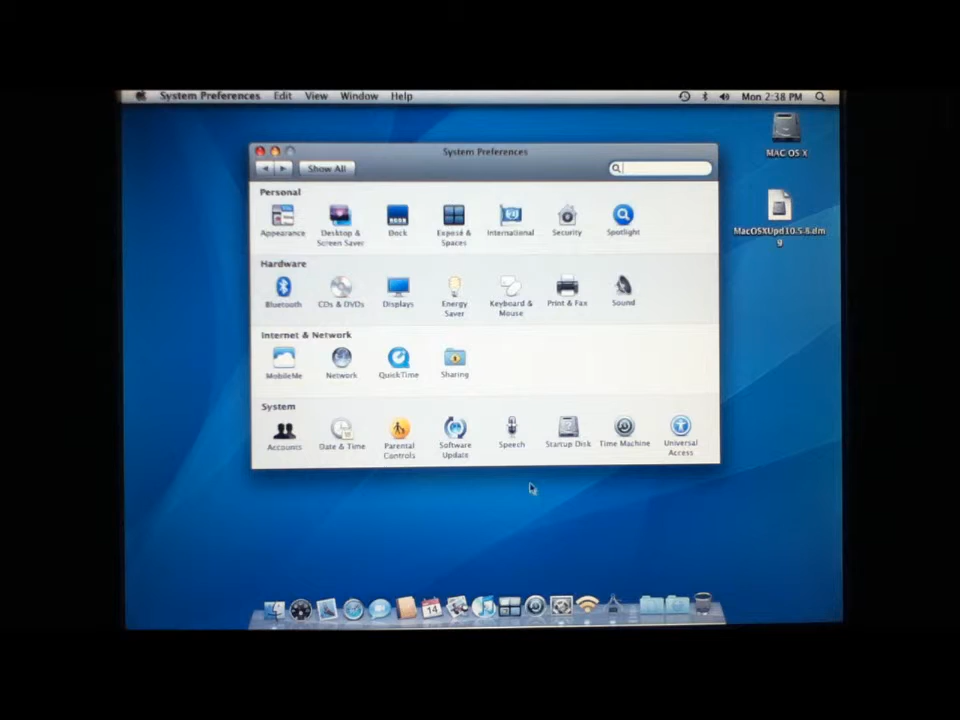 System Preferences Edit View Window Help Mon 2:38 PM
System Preferences
MAC OS X
Show All
Personal
Appearance Desktop & Screen Saver Dock Exposé & Spaces International Security Spotlight
MacOSXUpd10.5.8.dmg
Hardware
Bluetooth CDs & DVDs Displays Energy Saver Keyboard & Mouse Print & Fax Sound
Internet & Network
MobileMe Network QuickTime Sharing
System
Accounts Date & Time Parental Controls Software Update Speech Startup Disk Time Machine Universal Access
14